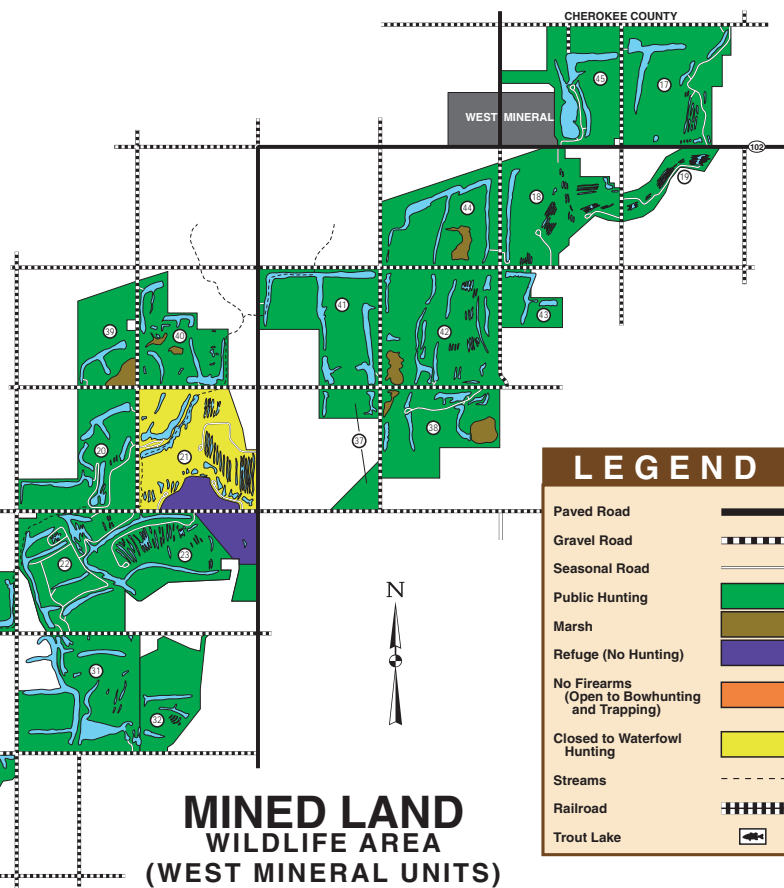 CHEROKEE COUNTY
45
17
WEST MINERAL
102
19
18
44
41
43
42
39
40
38
37
20
21
23
22
31
32
N
LEGEND
Paved Road
Gravel Road
Seasonal Road
Public Hunting
Marsh
Refuge (No Hunting)
No Firearms
(Open to Bowhunting
and Trapping)
Closed to Waterfowl
Hunting
Streams
Railroad
Trout Lake
MINED LAND
WILDLIFE AREA
(WEST MINERAL UNITS)